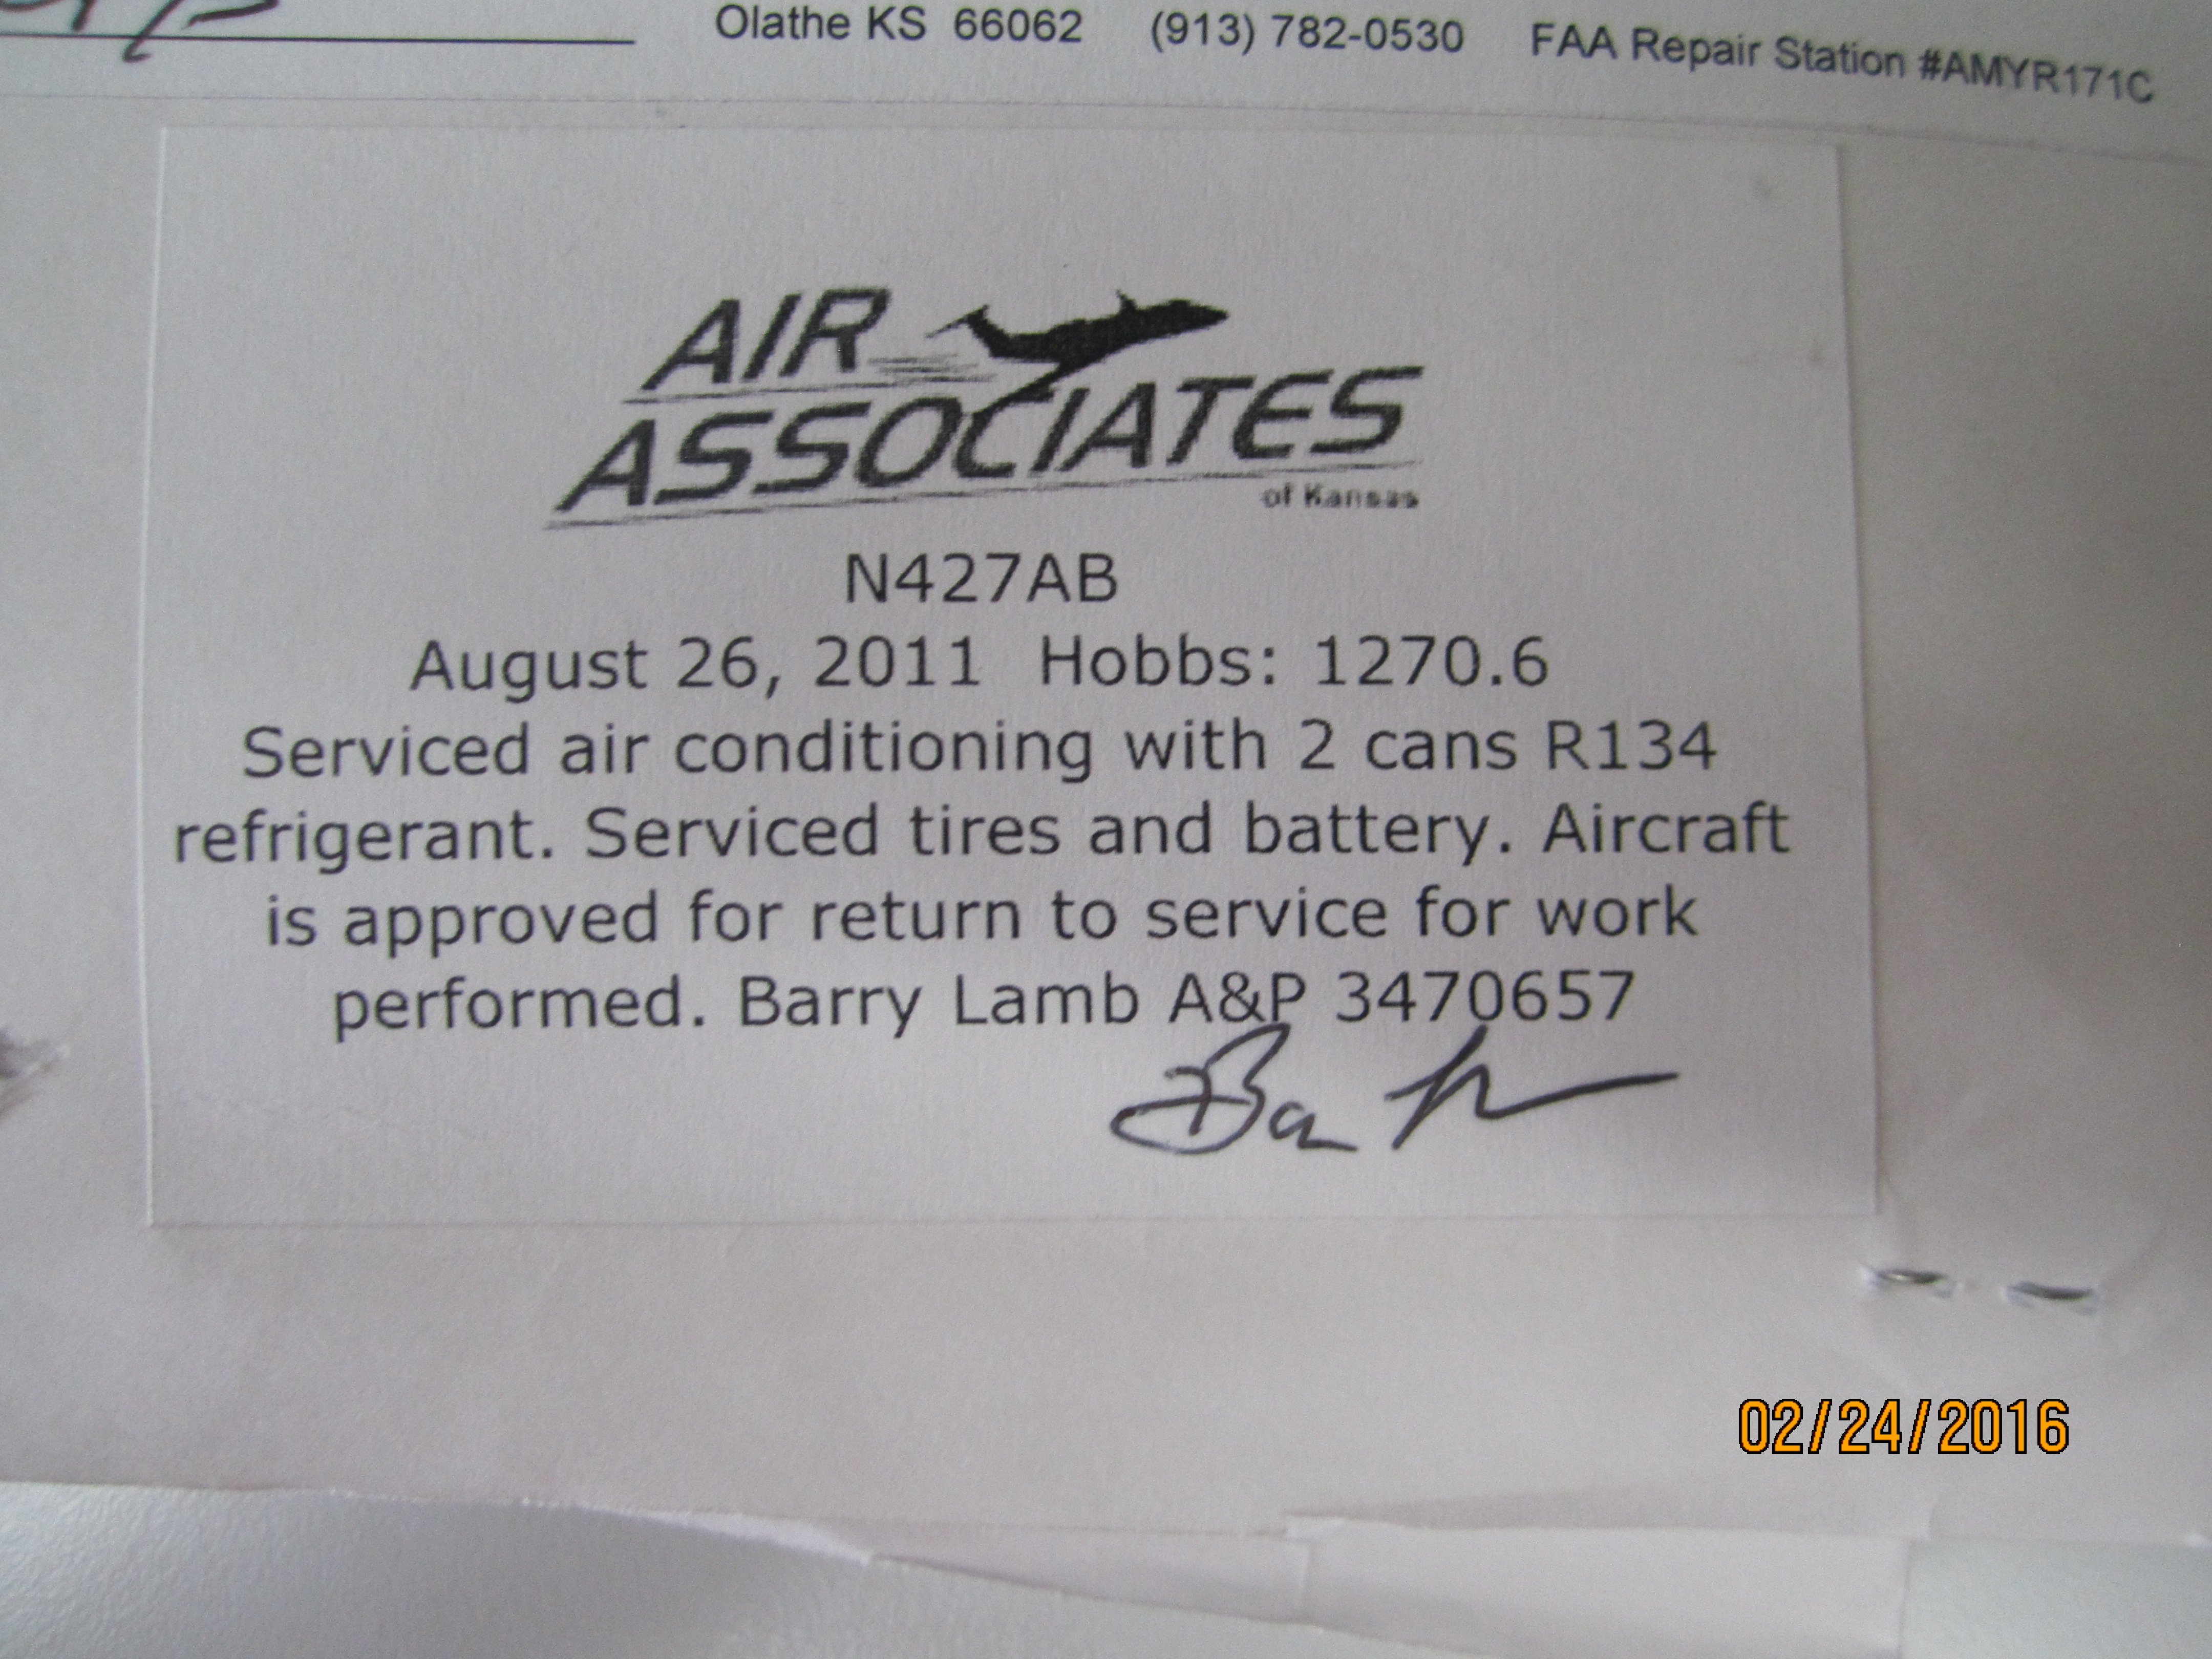 Olathe KS 66062 (913) 782-0530 FAA Repair Station #AMYR171C
AIR
ASSOCIATES
of Kansas
N427AB
August 26, 2011 Hobbs: 1270.6
Serviced air conditioning with 2 cans R134
refrigerant. Serviced tires and battery. Aircraft
is approved for return to service for work
performed. Barry Lamb A&P 3470657
02/24/2016